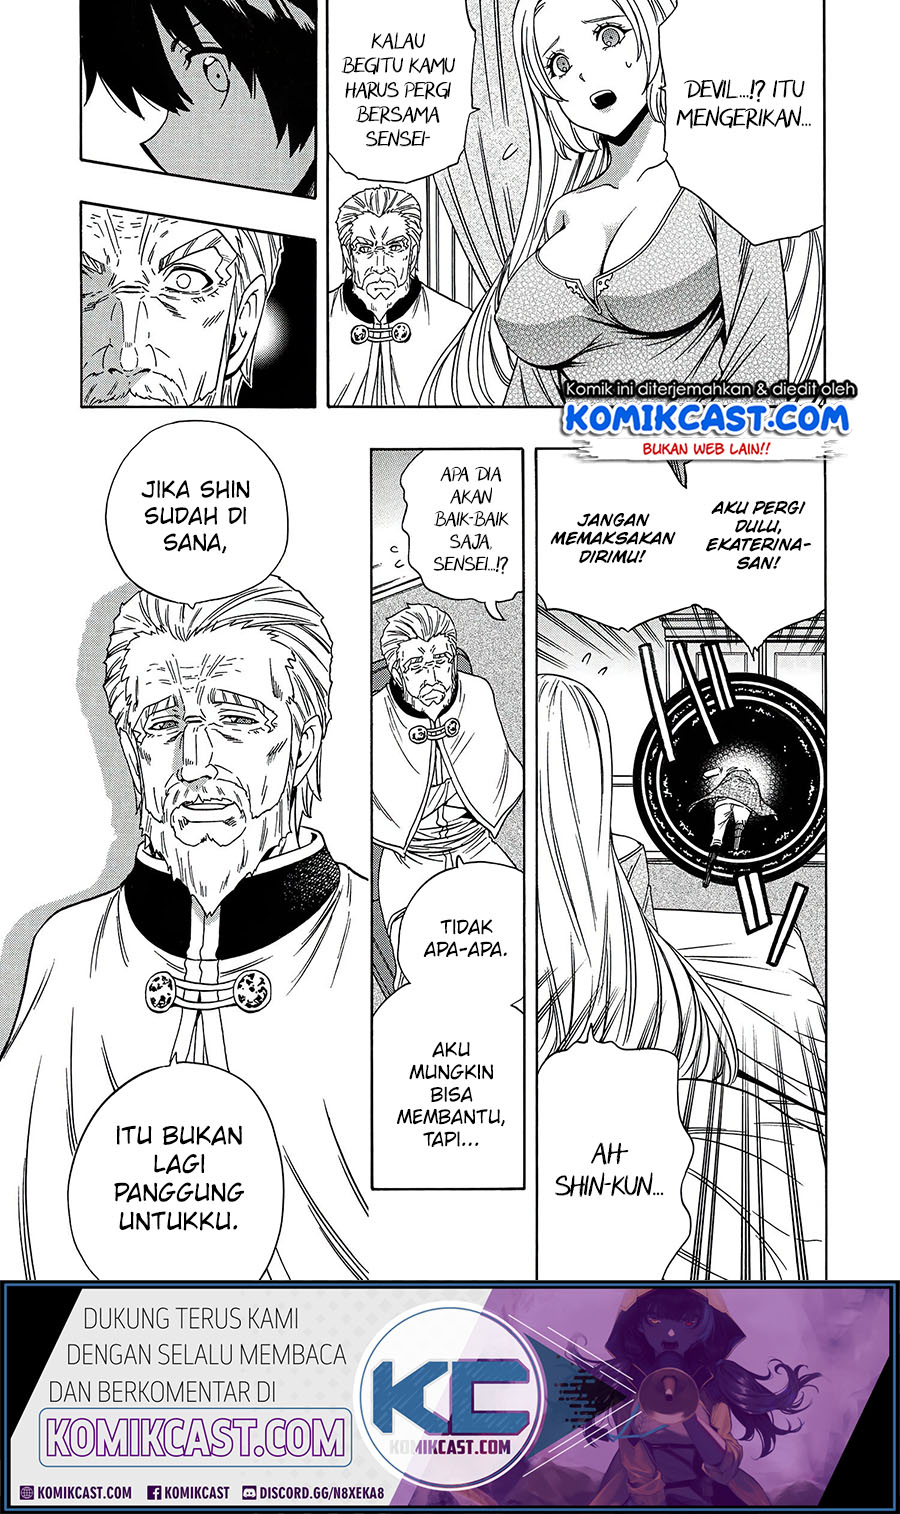 DEVIL...!? ITU
MENGERIKAN...
KALAU
BEGITU KAMU
HARUS PERGI
BERSAMA
SENSEI-
Komik ini diterjemahkan & diedit oleh
KOMIKCAST.COM
BUKAN WEB LAIN!!
AKU PERGI
DULU,
EKATERINA-
SAN!
JANGAN
MEMAKSAKAN
DIRIMU!
AH-
SHIN-KUN...
APA DIA
AKAN
BAIK-BAIK
SAJA,
SENSEI...!?
TIDAK
APA-APA.
AKU
MUNGKIN
BISA
MEMBANTU,
TAPI...
JIKA SHIN
SUDAH DI
SANA,
ITU BUKAN
LAGI
PANGGUNG
UNTUKKU.
DUKUNG TERUS KAMI
DENGAN SELALU MEMBACA
DAN BERKOMENTAR DI
KOMIKCAST.COM
KC
KOMIKCAST.COM
KOMIKCAST.COM KOMIKCAST DISCORD.GG/N8XEKA8